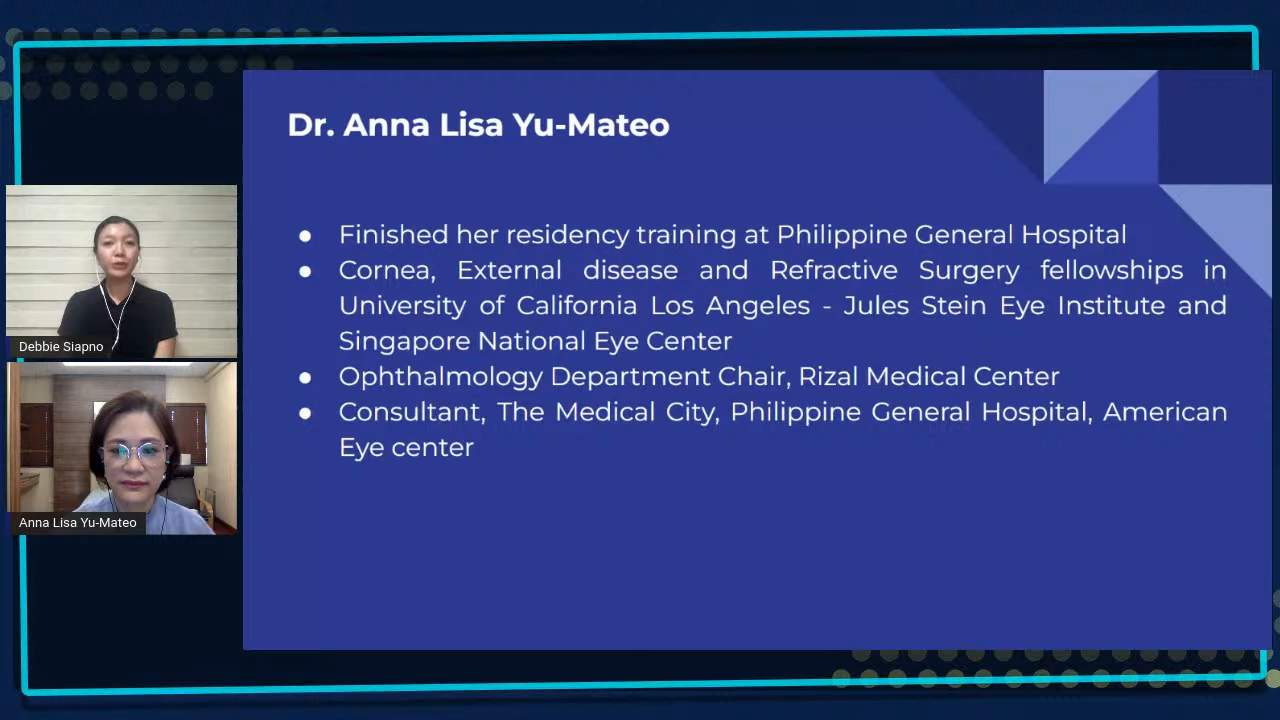 Dr. Anna Lisa Yu-Mateo
● Finished her residency training at Philippine General Hospital
● Cornea, External disease and Refractive Surgery fellowships in
University of California Los Angeles - Jules Stein Eye Institute and
Singapore National Eye Center
● Ophthalmology Department Chair, Rizal Medical Center
● Consultant, The Medical City, Philippine General Hospital, American
Eye center
Debbie Siapno
Anna Lisa Yu-Mateo